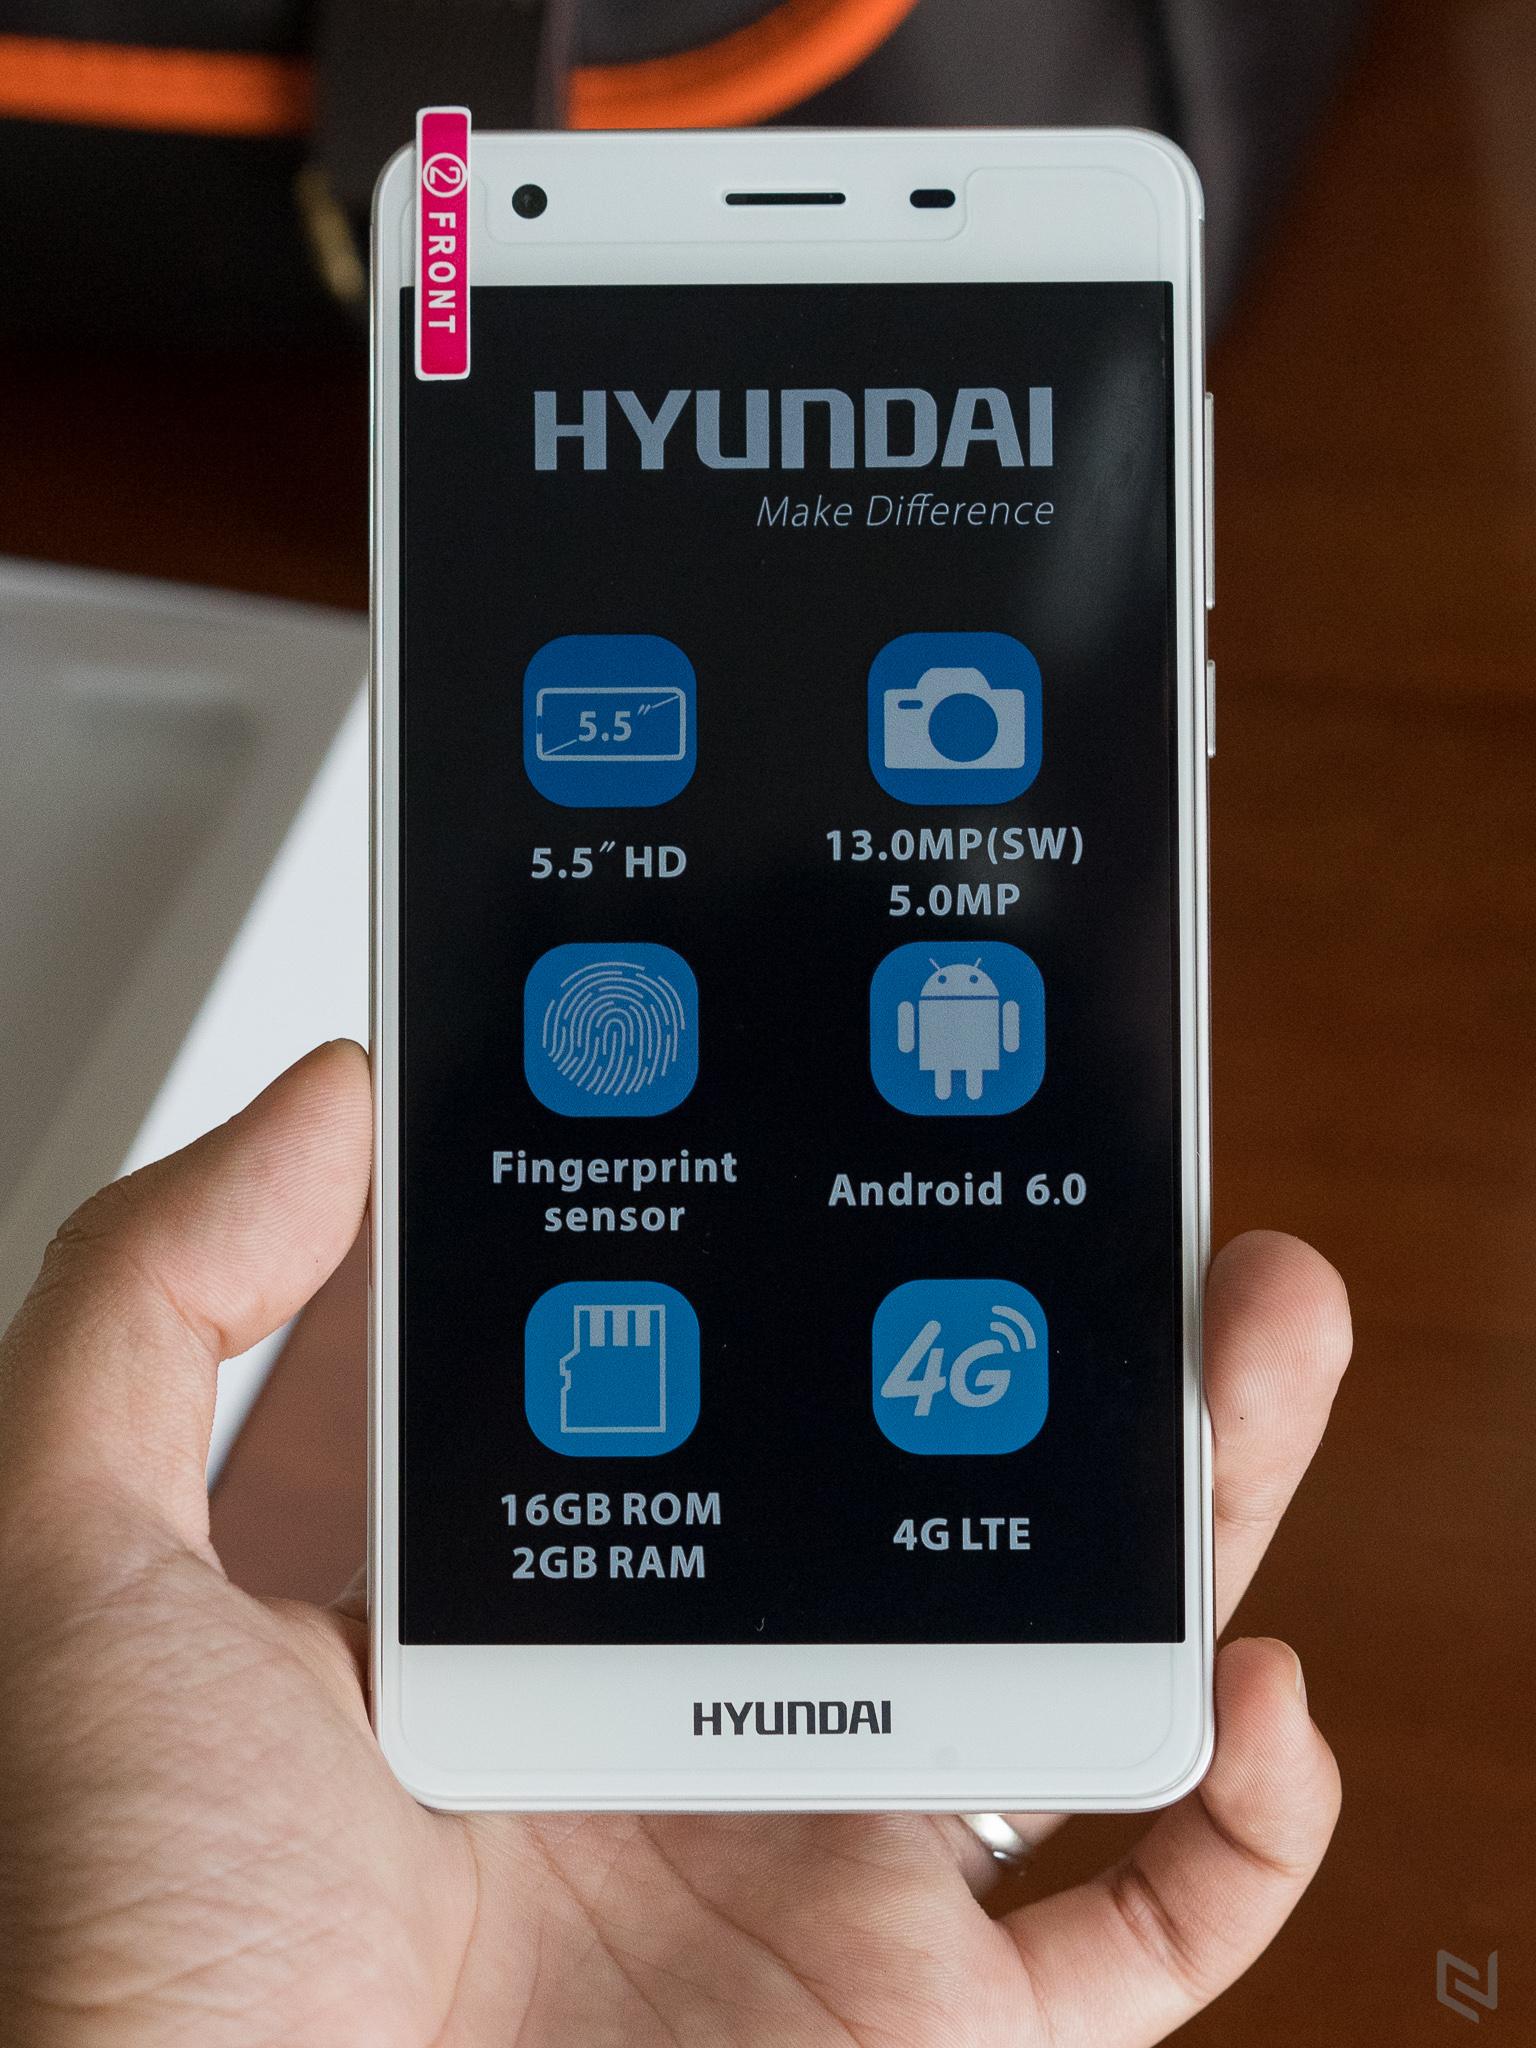 ② FRONT
HYUNDAI
Make Difference
5.5″
5.5″ HD
13.0MP(SW)
5.0MP
Fingerprint
sensor
Android 6.0
4G
16GB ROM
2GB RAM
4G LTE
HYUNDAI